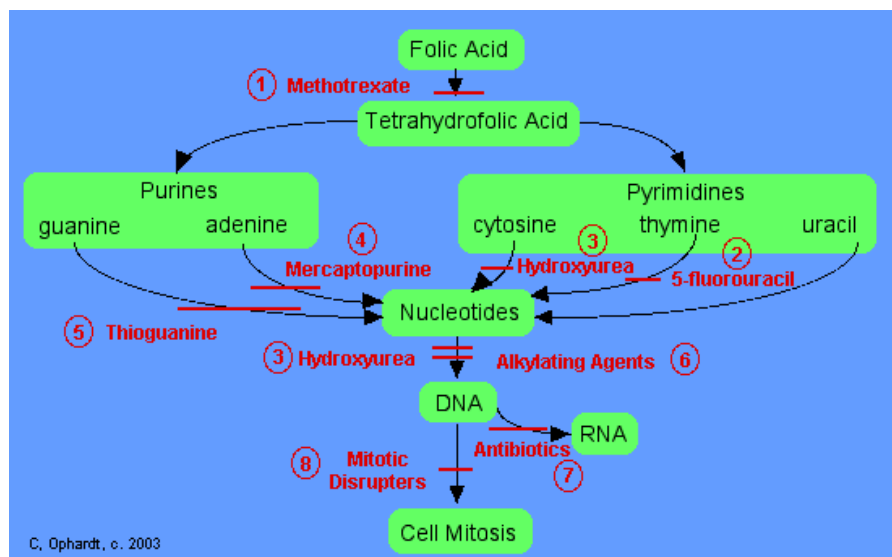 Folic Acid
① Methotrexate
Tetrahydrofolic Acid
Purines
guanine adenine
Pyrimidines
cytosine thymine uracil
④
Mercaptopurine
③
Hydroxyurea
②
5-fluorouracil
⑤ Thioguanine
Nucleotides
③ Hydroxyurea
Alkylating Agents ⑥
DNA
RNA
Antibiotics
⑦
⑧ Mitotic
Disrupters
Cell Mitosis
C, Ophardt, c. 2003